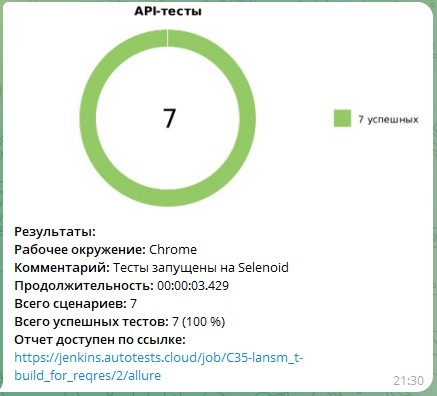 API-тесты
7
7 успешных
Результаты:
Рабочее окружение: Chrome
Комментарий: Тесты запущены на Selenoid
Продолжительность: 00:00:03.429
Всего сценариев: 7
Всего успешных тестов: 7 (100 %)
Отчет доступен по ссылке:
https://jenkins.autotests.cloud/job/C35-lansm_t-
build_for_reqres/2/allure
21:30